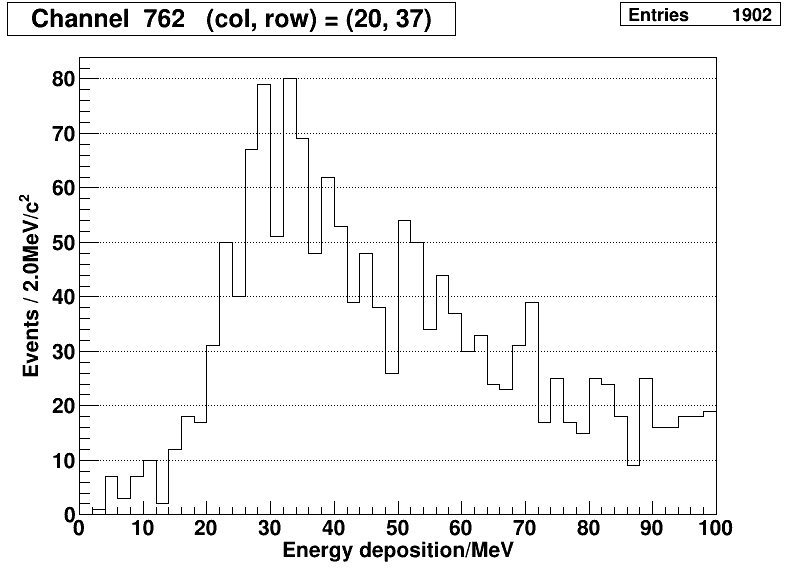 Channel 762 (col, row) = (20, 37)
Entries 1902
80
70
60
50
40
30
20
10
0
Events / 2.0MeV/c²
0 10 20 30 40 50 60 70 80 90 100
Energy deposition/MeV